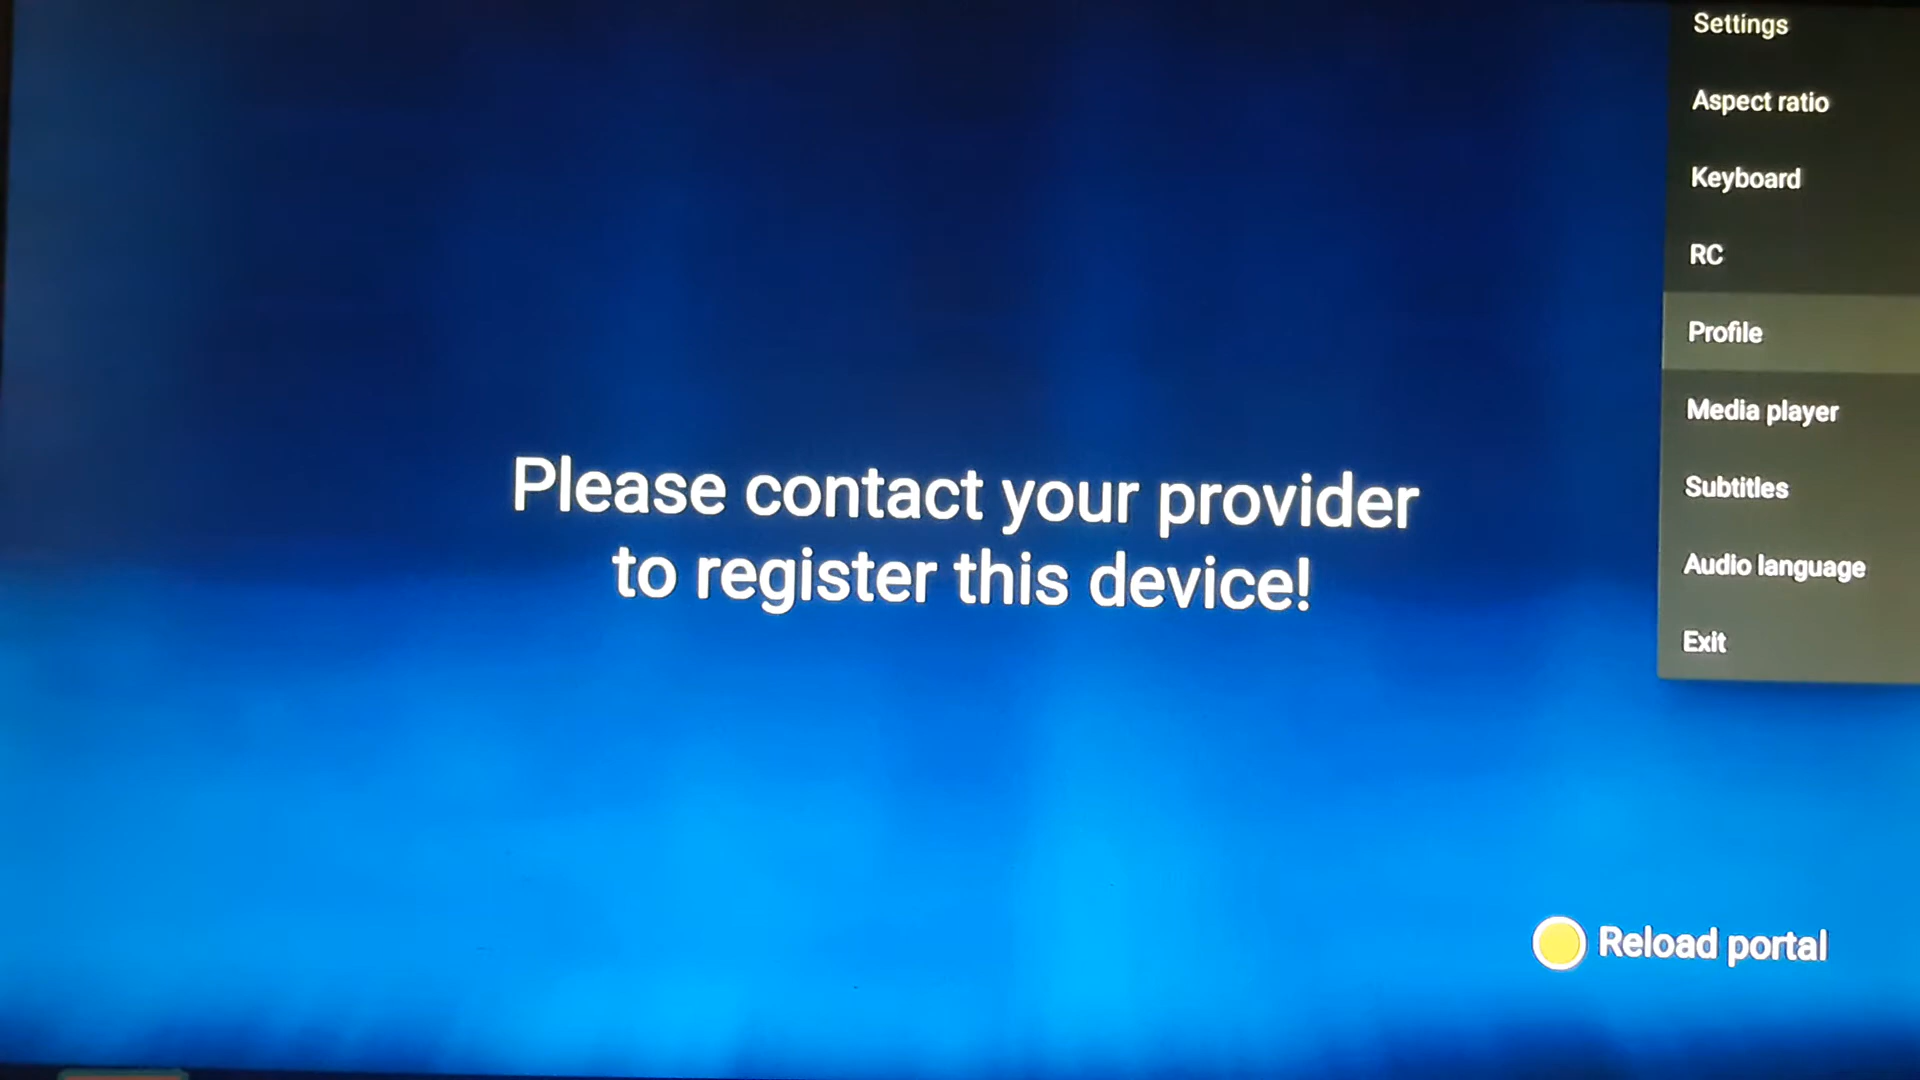 Settings
Aspect ratio
Keyboard
RC
Profile
Media player
Subtitles
Audio language
Exit
Please contact your provider
to register this device!
Reload portal